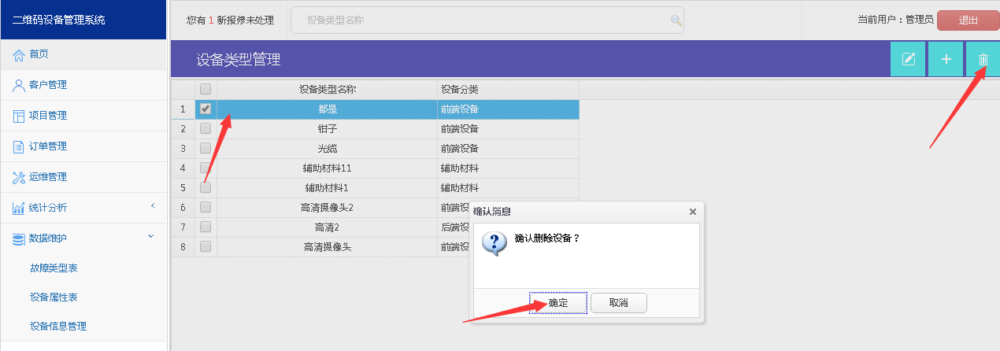 二维码设备管理系统
您有 1 新报修未处理
设备类型名称
当前用户：管理员
退出
首页
客户管理
项目管理
订单管理
运维管理
统计分析
数据维护
故障类型表
设备属性表
设备信息管理
设备类型管理
设备类型名称 设备分类
1 都是 前端设备
2 钳子 前端设备
3 光缆 前端设备
4 辅助材料11 辅助材料
5 辅助材料1 辅助材料
6 高清摄像头2 前端设
7 高清2 后端设
8 高清摄像头 前端设
确认消息
确认删除设备？
确定 取消